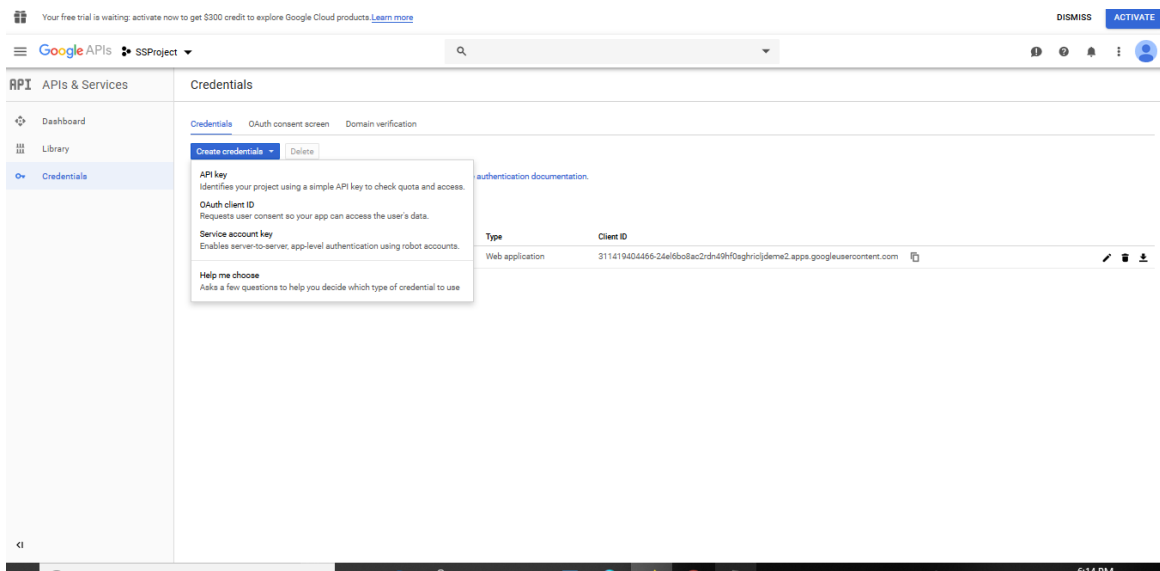 Your free trial is waiting: activate now to get $300 credit to explore Google Cloud products. Learn more
DISMISS
ACTIVATE
Google APIs
SSProject
API APIs & Services
Credentials
Dashboard
Library
Credentials
Credentials
OAuth consent screen
Domain verification
Create credentials
Delete
API key
Identifies your project using a simple API key to check quota and access.
authentication documentation.
OAuth client ID
Requests user consent so your app can access the user's data.
Service account key
Enables server-to-server, app-level authentication using robot accounts.
Help me choose
Asks a few questions to help you decide which type of credential to use
Type
Client ID
Web application